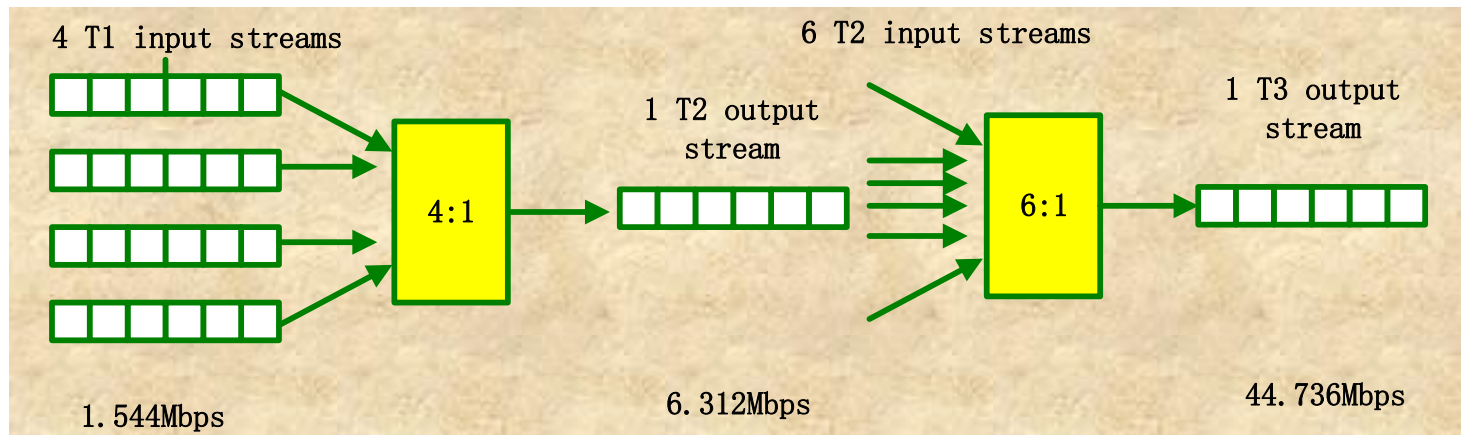 4 T1 input streams
4:1
1 T2 output
stream
6 T2 input streams
6:1
1 T3 output
stream
1.544Mbps
6.312Mbps
44.736Mbps